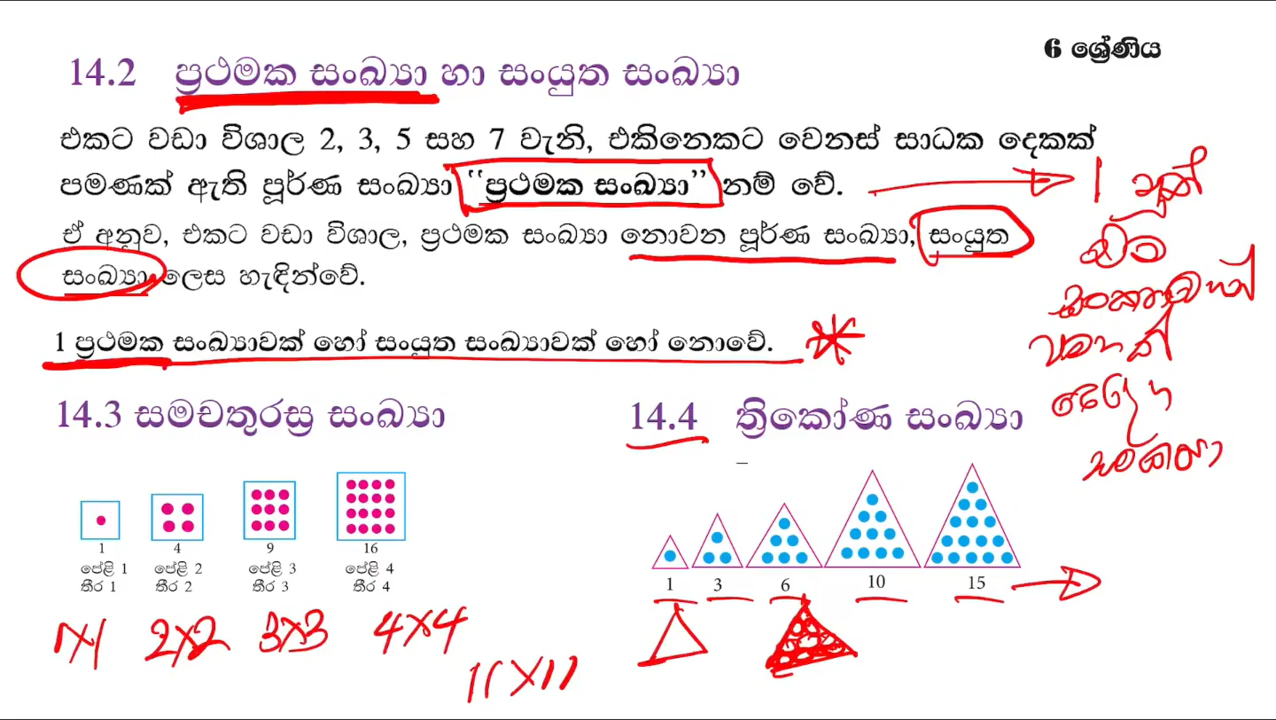 6 ශ්‍රේණිය
14.2 ප්‍රථමක සංඛ්‍යා හා සංයුත සංඛ්‍යා
එකට වඩා විශාල 2, 3, 5 සහ 7 වැනි, එකිනෙකට වෙනස් සාධක දෙකක්
පමණක් ඇති පූර්ණ සංඛ්‍යා “ප්‍රථමක සංඛ්‍යා” නම් වේ.
ඒ අනුව, එකට වඩා විශාල, ප්‍රථමක සංඛ්‍යා නොවන පූර්ණ සංඛ්‍යා, සංයුත
සංඛ්‍යා ලෙස හැඳින්වේ.
1 ප්‍රථමක සංඛ්‍යාවක් හෝ සංයුත සංඛ්‍යාවක් හෝ නොවේ.
1
පමණක්
14.3 සමචතුරස්‍ර සංඛ්‍යා
1 4 9 16
පේළි 1 පේළි 2 පේළි 3 පේළි 4
තීර 1 තීර 2 තීර 3 තීර 4
1×1 2×2 3×3 4×4
11×11
14.4 ත්‍රිකෝණ සංඛ්‍යා
1 3 6 10 15